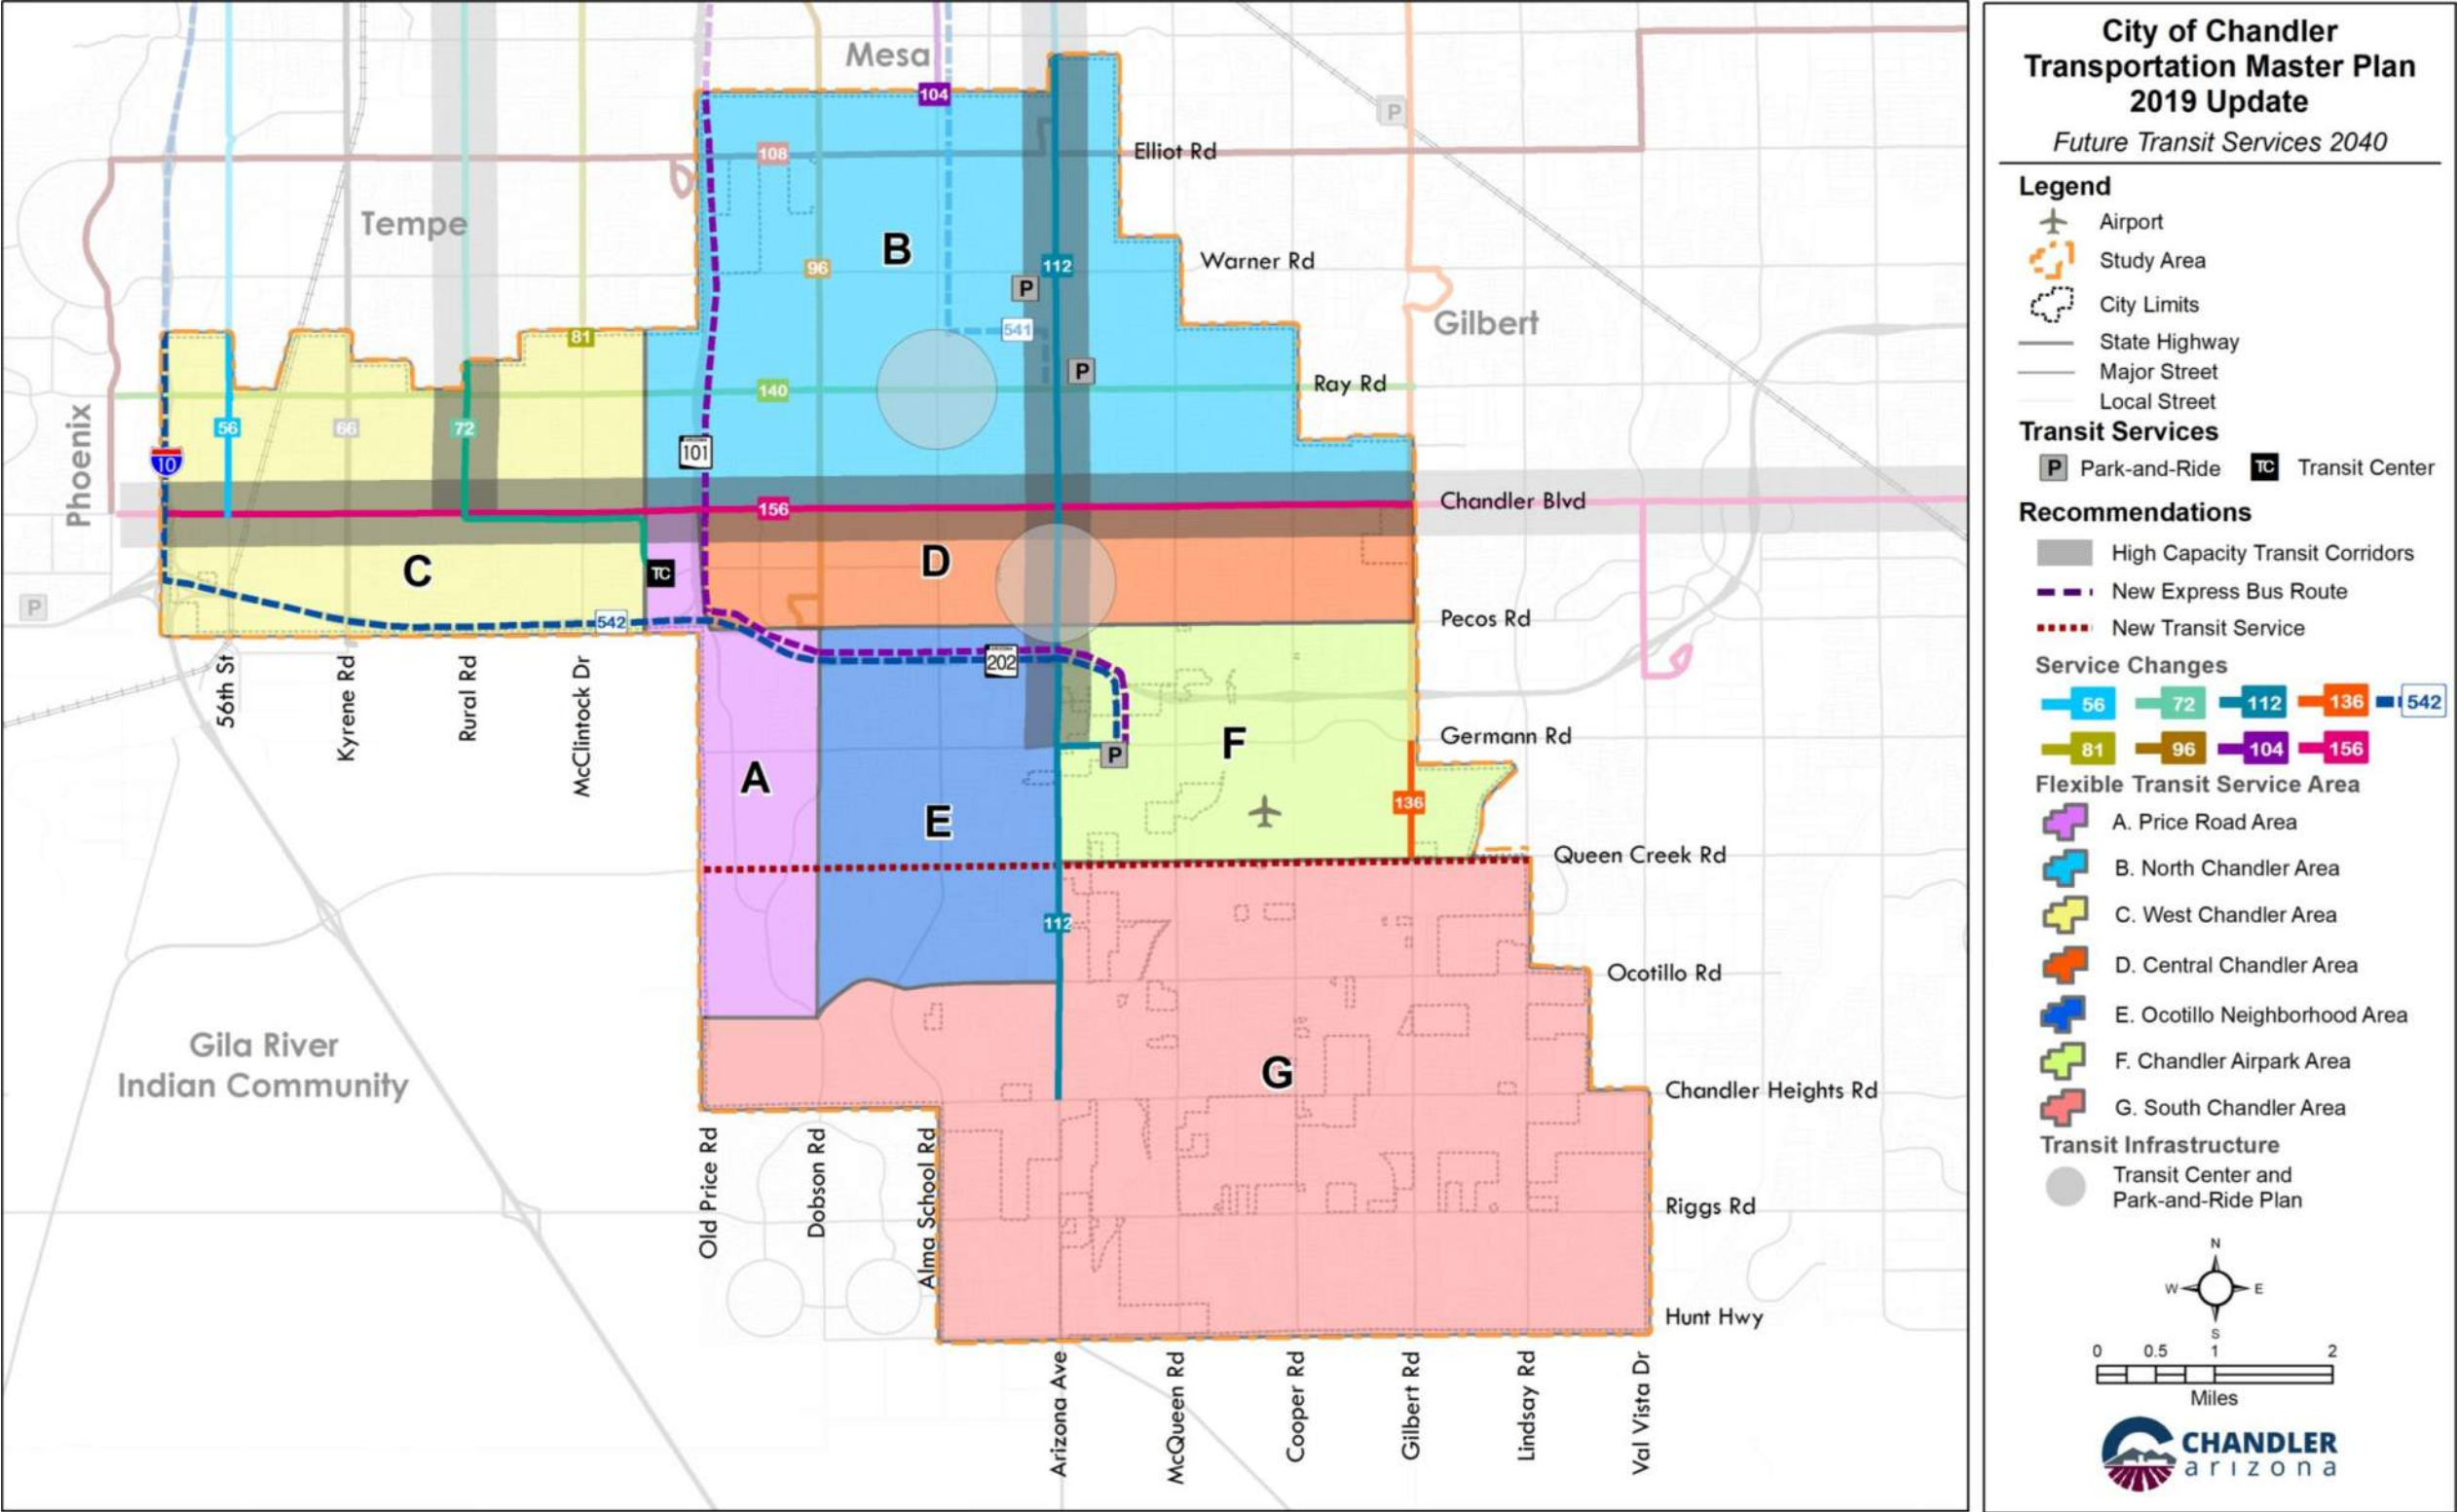 Mesa
104
108
Elliot Rd
Tempe
B
96
112
Warner Rd
P
P
Gilbert
541
81
P
140
Ray Rd
Phoenix
56
66
72
ARIZONA
101
10
156
Chandler Blvd
C
D
TC
P
542
Pecos Rd
202
56th St
Kyrene Rd
Rural Rd
McClintock Dr
F
Germann Rd
P
A
E
136
Queen Creek Rd
112
Ocotillo Rd
Gila River
Indian Community
G
Chandler Heights Rd
Old Price Rd
Dobson Rd
Alma School Rd
Riggs Rd
Hunt Hwy
Arizona Ave
McQueen Rd
Cooper Rd
Gilbert Rd
Lindsay Rd
Val Vista Dr
City of Chandler
Transportation Master Plan
2019 Update
Future Transit Services 2040
Legend
Airport
Study Area
City Limits
State Highway
Major Street
Local Street
Transit Services
P Park-and-Ride TC Transit Center
Recommendations
High Capacity Transit Corridors
New Express Bus Route
New Transit Service
Service Changes
56 72 112 136 542
81 96 104 156
Flexible Transit Service Area
A. Price Road Area
B. North Chandler Area
C. West Chandler Area
D. Central Chandler Area
E. Ocotillo Neighborhood Area
F. Chandler Airpark Area
G. South Chandler Area
Transit Infrastructure
Transit Center and
Park-and-Ride Plan
N
W E
S
0 0.5 1 2
Miles
CHANDLER
arizona